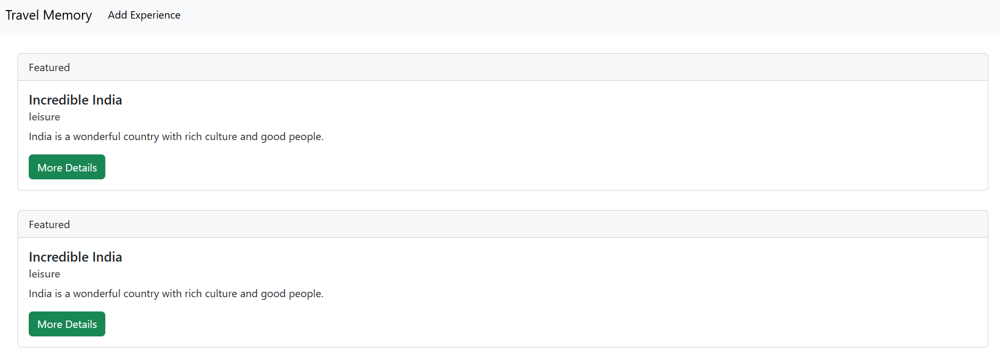 Travel Memory Add Experience
Featured
Incredible India
leisure
India is a wonderful country with rich culture and good people.
More Details
Featured
Incredible India
leisure
India is a wonderful country with rich culture and good people.
More Details